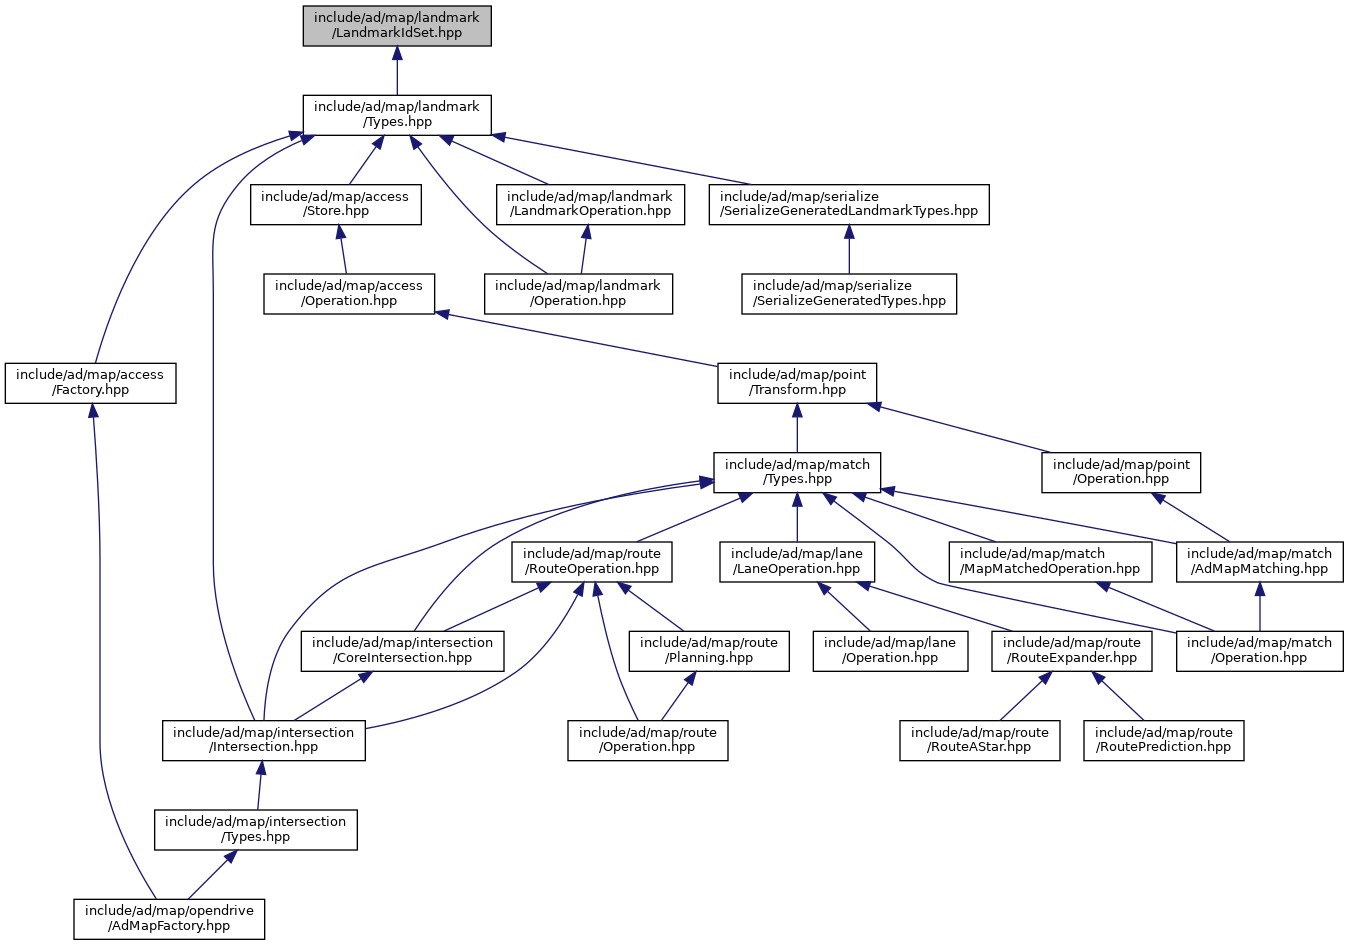 include/ad/map/landmark
/LandmarkIdSet.hpp
include/ad/map/landmark
/Types.hpp
include/ad/map/access
/Store.hpp
include/ad/map/landmark
/LandmarkOperation.hpp
include/ad/map/serialize
/SerializeGeneratedLandmarkTypes.hpp
include/ad/map/access
/Operation.hpp
include/ad/map/landmark
/Operation.hpp
include/ad/map/serialize
/SerializeGeneratedTypes.hpp
include/ad/map/access
/Factory.hpp
include/ad/map/point
/Transform.hpp
include/ad/map/match
/Types.hpp
include/ad/map/point
/Operation.hpp
include/ad/map/route
/RouteOperation.hpp
include/ad/map/lane
/LaneOperation.hpp
include/ad/map/match
/MapMatchedOperation.hpp
include/ad/map/match
/AdMapMatching.hpp
include/ad/map/intersection
/CoreIntersection.hpp
include/ad/map/route
/Planning.hpp
include/ad/map/lane
/Operation.hpp
include/ad/map/route
/RouteExpander.hpp
include/ad/map/match
/Operation.hpp
include/ad/map/intersection
/Intersection.hpp
include/ad/map/route
/Operation.hpp
include/ad/map/route
/RouteAStar.hpp
include/ad/map/route
/RoutePrediction.hpp
include/ad/map/intersection
/Types.hpp
include/ad/map/opendrive
/AdMapFactory.hpp